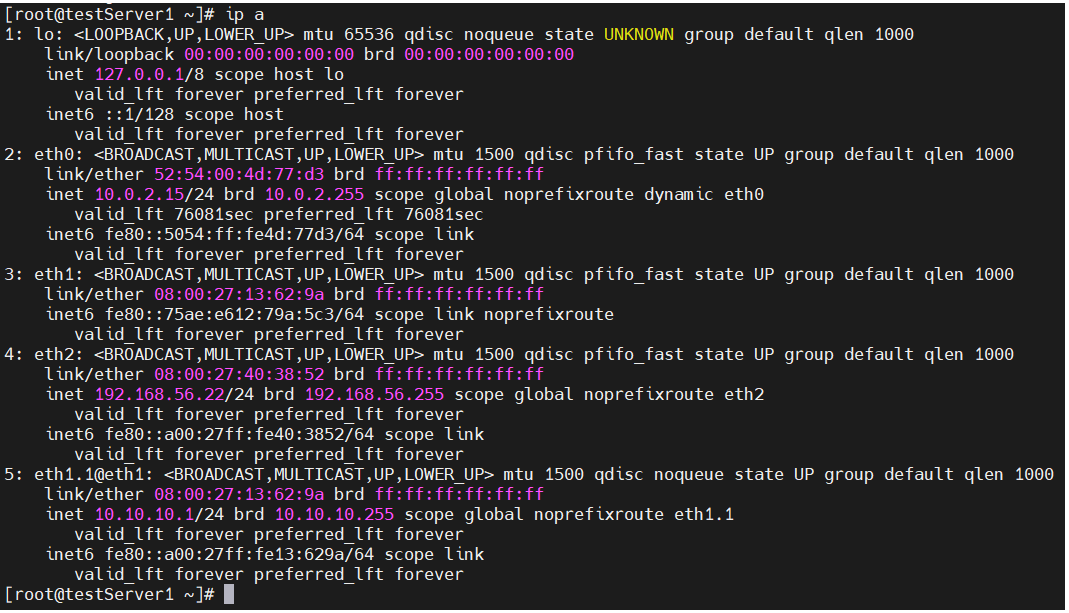 [root@testServer1 ~]# ip a
1: lo: <LOOPBACK,UP,LOWER_UP> mtu 65536 qdisc noqueue state UNKNOWN group default qlen 1000
    link/loopback 00:00:00:00:00:00 brd 00:00:00:00:00:00
    inet 127.0.0.1/8 scope host lo
       valid_lft forever preferred_lft forever
    inet6 ::1/128 scope host
       valid_lft forever preferred_lft forever
2: eth0: <BROADCAST,MULTICAST,UP,LOWER_UP> mtu 1500 qdisc pfifo_fast state UP group default qlen 1000
    link/ether 52:54:00:4d:77:d3 brd ff:ff:ff:ff:ff:ff
    inet 10.0.2.15/24 brd 10.0.2.255 scope global noprefixroute dynamic eth0
       valid_lft 76081sec preferred_lft 76081sec
    inet6 fe80::5054:ff:fe4d:77d3/64 scope link
       valid_lft forever preferred_lft forever
3: eth1: <BROADCAST,MULTICAST,UP,LOWER_UP> mtu 1500 qdisc pfifo_fast state UP group default qlen 1000
    link/ether 08:00:27:13:62:9a brd ff:ff:ff:ff:ff:ff
    inet6 fe80::75ae:e612:79a:5c3/64 scope link noprefixroute
       valid_lft forever preferred_lft forever
4: eth2: <BROADCAST,MULTICAST,UP,LOWER_UP> mtu 1500 qdisc pfifo_fast state UP group default qlen 1000
    link/ether 08:00:27:40:38:52 brd ff:ff:ff:ff:ff:ff
    inet 192.168.56.22/24 brd 192.168.56.255 scope global noprefixroute eth2
       valid_lft forever preferred_lft forever
    inet6 fe80::a00:27ff:fe40:3852/64 scope link
       valid_lft forever preferred_lft forever
5: eth1.1@eth1: <BROADCAST,MULTICAST,UP,LOWER_UP> mtu 1500 qdisc noqueue state UP group default qlen 1000
    link/ether 08:00:27:13:62:9a brd ff:ff:ff:ff:ff:ff
    inet 10.10.10.1/24 brd 10.10.10.255 scope global noprefixroute eth1.1
       valid_lft forever preferred_lft forever
    inet6 fe80::a00:27ff:fe13:629a/64 scope link
       valid_lft forever preferred_lft forever
[root@testServer1 ~]#